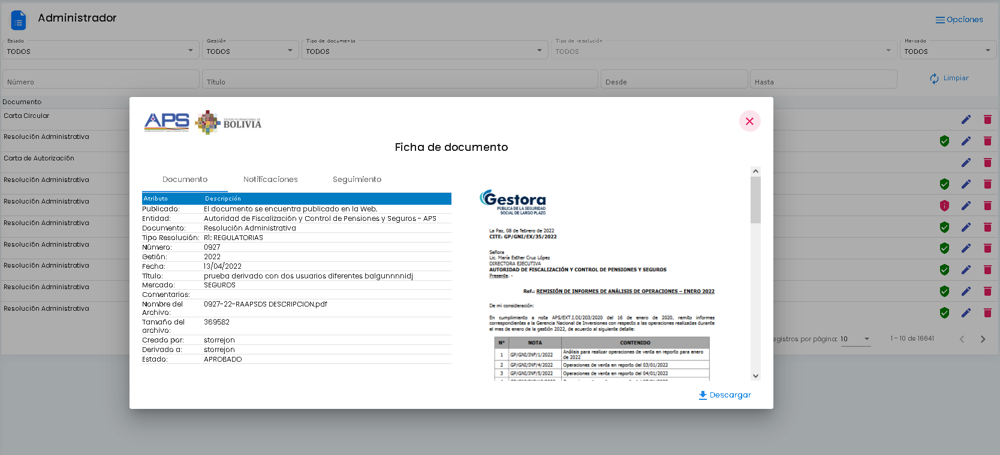 Administrador
Opciones
Estado
TODOS
Gestión
TODOS
Tipo de documento
TODOS
Tipo de resolución
TODOS
Mercado
TODOS
Número
Título
Desde
Hasta
Limpiar
Documento
Carta Circular
Resolución Administrativa
Carta de Autorización
Resolución Administrativa
Resolución Administrativa
Resolución Administrativa
Resolución Administrativa
Resolución Administrativa
Resolución Administrativa
Resolución Administrativa
APS
ESTADO PLURINACIONAL DE
BOLIVIA
Ficha de documento
Documento
Notificaciones
Seguimiento
Atributo Descripción
Publicado: El documento se encuentra publicado en la Web.
Entidad: Autoridad de Fiscalización y Control de Pensiones y Seguros - APS
Documento: Resolución Administrativa
Tipo Resolución: R1: REGULATORIAS
Número: 0927
Getión: 2022
Fecha: 13/04/2022
Título: prueba derivado con dos usuarios diferentes balgunnnnidj
Mercado: SEGUROS
Comentarios:
Nombre del Archivo: 0927-22-RAAPSDS DESCRIPCION.pdf
Tamaño del archivo: 369582
Creado por: storrejon
Derivado a: storrejon
Estado: APROBADO
Gestora
PÚBLICA DE LA SEGURIDAD
SOCIAL DE LARGO PLAZO
La Paz, 08 de febrero de 2022
CITE: GP/GNI/EX/35/2022
Señora
Lic. María Esther Cruz López
DIRECTORA EJECUTIVA
AUTORIDAD DE FISCALIZACIÓN Y CONTROL DE PENSIONES Y SEGUROS
Presente. -
Ref.: REMISIÓN DE INFORMES DE ANÁLISIS DE OPERACIONES – ENERO 2022
De mi consideración:
En cumplimiento a nota APS/EXT.I.DI/203/2020 del 16 de enero de 2020, remito informes
correspondientes a la Gerencia Nacional de Inversiones con respecto a las operaciones realizadas durante
el mes de enero de la gestión 2022, de acuerdo al siguiente detalle:
N° NOTA CONTENIDO
1 GP/GNI/INF/1/2022 Análisis para realizar operaciones de venta en reporto para enero de 2022
2 GP/GNI/INF/4/2022 Operaciones de venta en reporto del 03/01/2022
3 GP/GNI/INF/5/2022 Operaciones de venta en reporto del 04/01/2022
Descargar
egistros por página: 10
1 - 10 de 16641